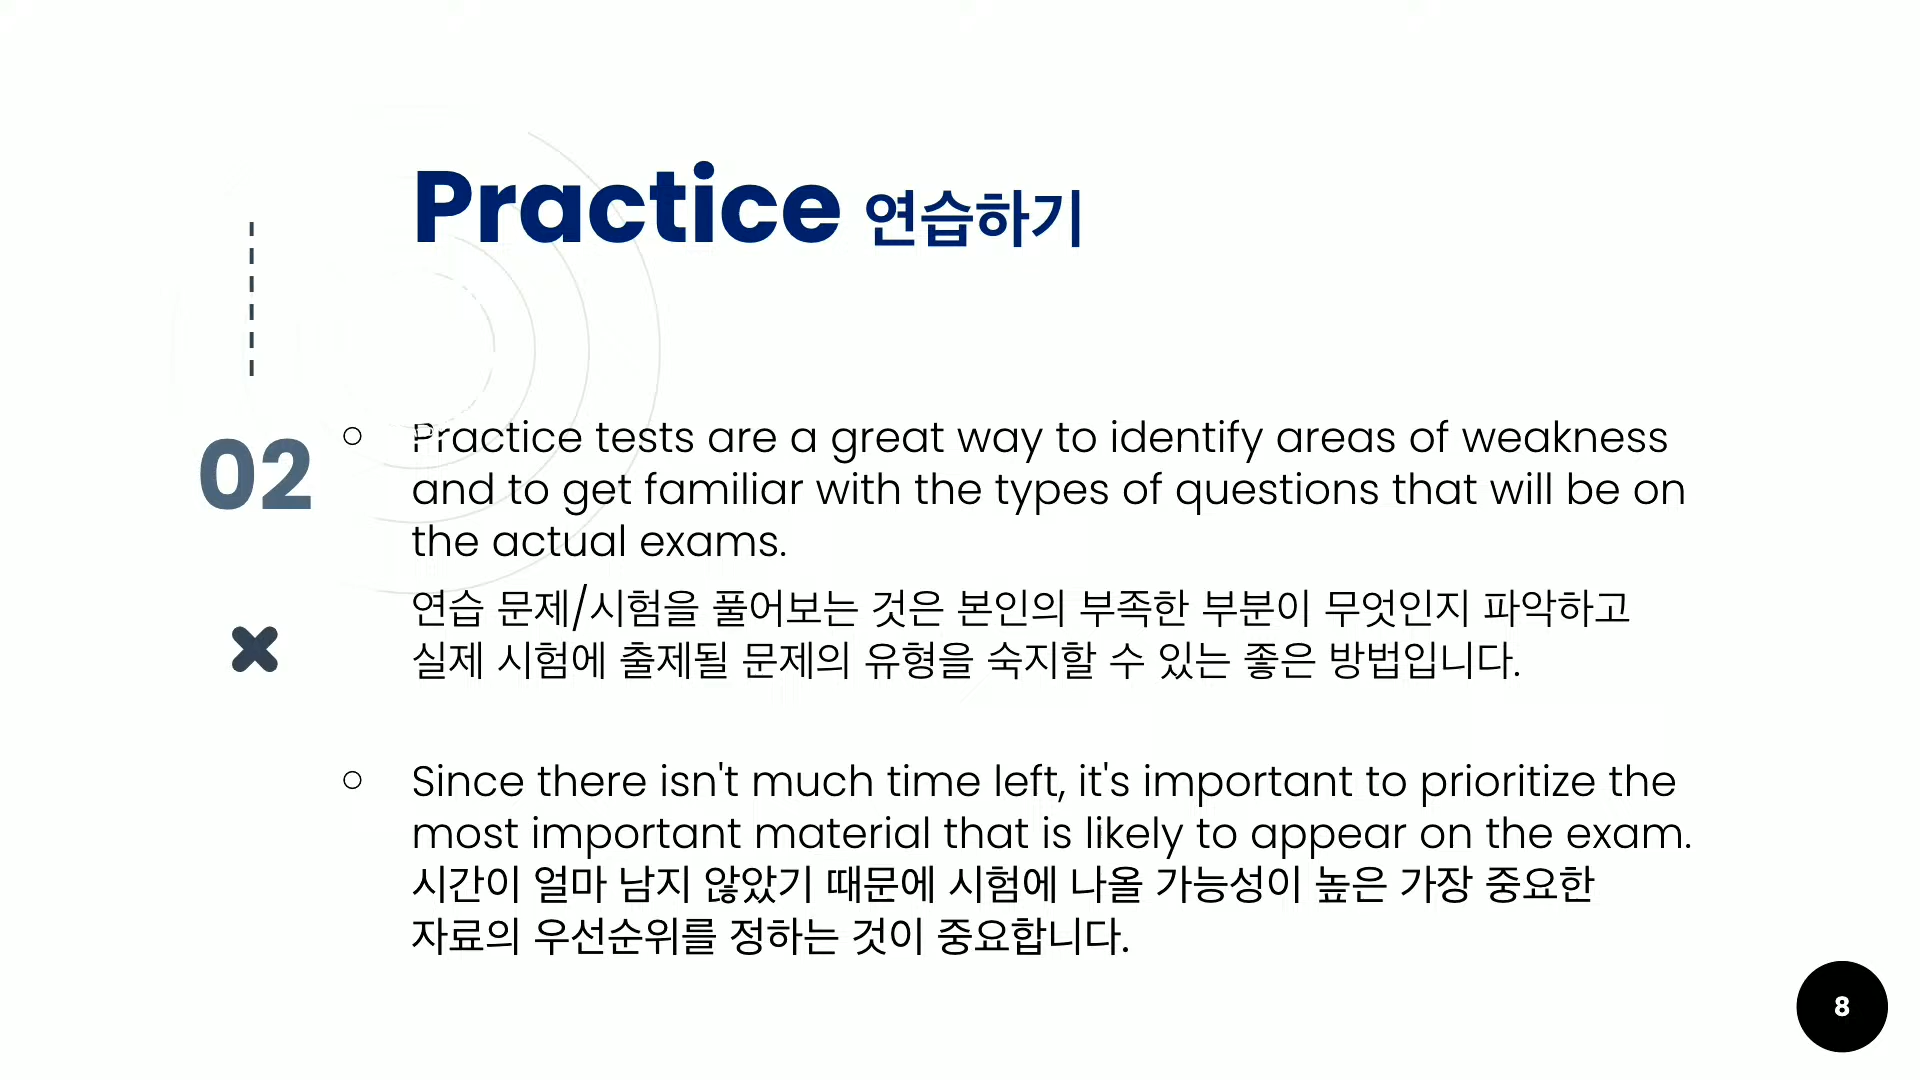 Practice 연습하기
02
Practice tests are a great way to identify areas of weakness
and to get familiar with the types of questions that will be on
the actual exams.
연습 문제/시험을 풀어보는 것은 본인의 부족한 부분이 무엇인지 파악하고
실제 시험에 출제될 문제의 유형을 숙지할 수 있는 좋은 방법입니다.
Since there isn't much time left, it's important to prioritize the
most important material that is likely to appear on the exam.
시간이 얼마 남지 않았기 때문에 시험에 나올 가능성이 높은 가장 중요한
자료의 우선순위를 정하는 것이 중요합니다.
8